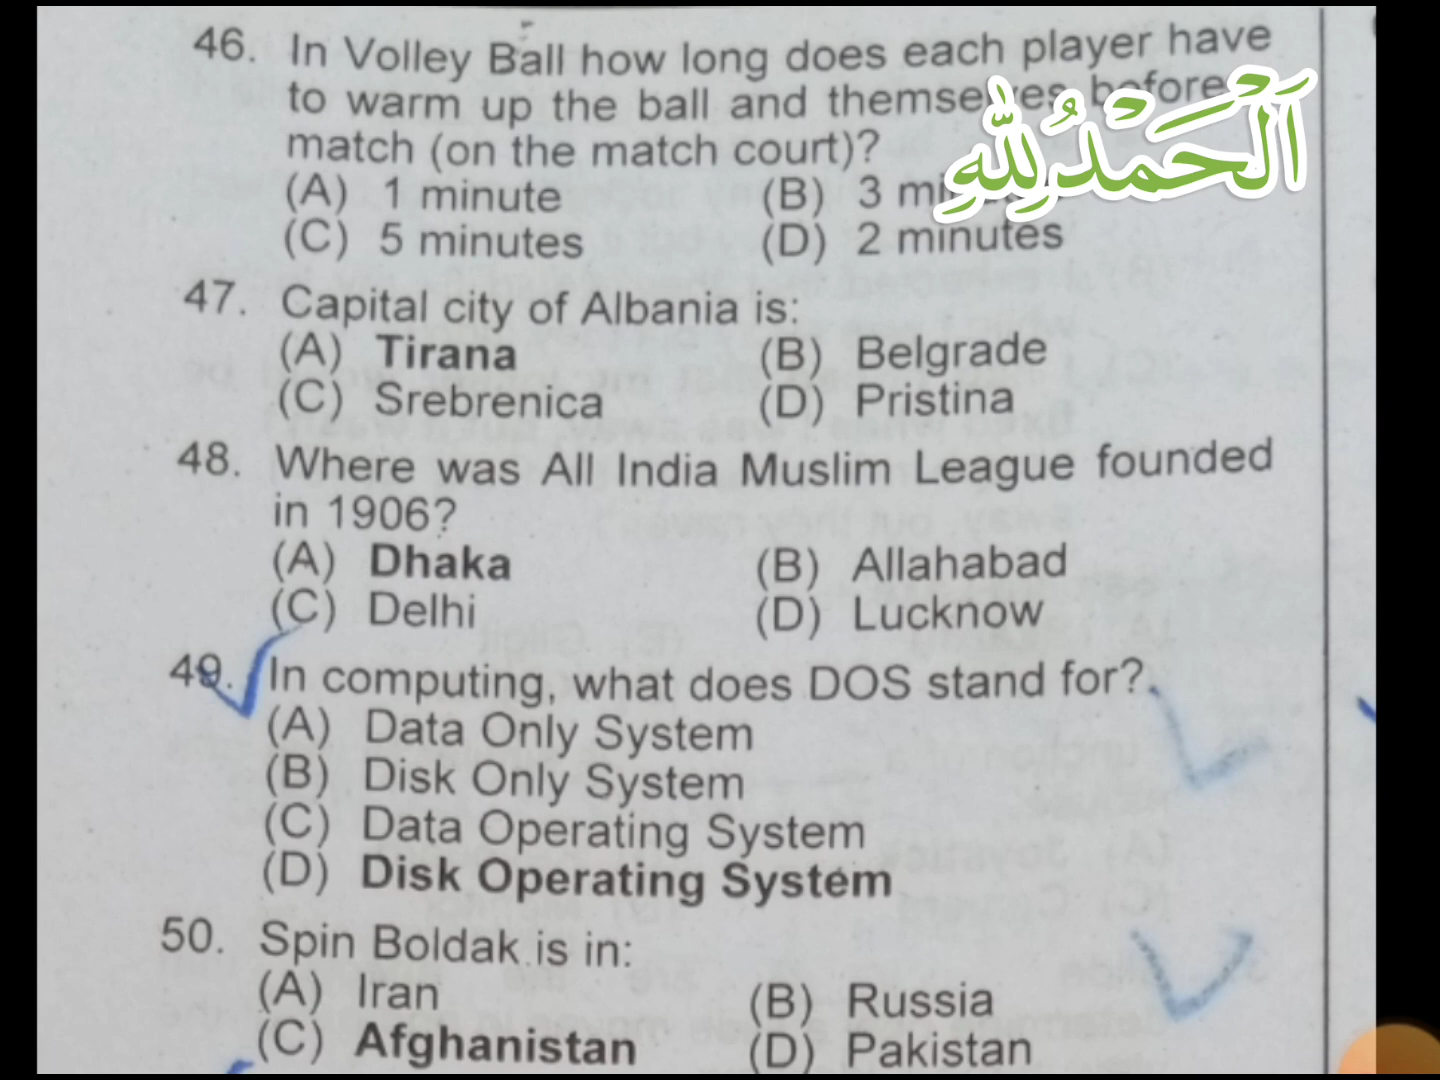 46. In Volley Ball how long does each player have
to warm up the ball and themselves before
match (on the match court)?
(A) 1 minute (B) 3
(C) 5 minutes (D) 2 minutes
اَلْحَمْدُلِلّٰهِ
47. Capital city of Albania is:
(A) Tirana (B) Belgrade
(C) Srebrenica (D) Pristina
48. Where was All India Muslim League founded
in 1906?
(A) Dhaka (B) Allahabad
(C) Delhi (D) Lucknow
49. In computing, what does DOS stand for?
(A) Data Only System
(B) Disk Only System
(C) Data Operating System
(D) Disk Operating System
50. Spin Boldak is in:
(A) Iran (B) Russia
(C) Afghanistan (D) Pakistan